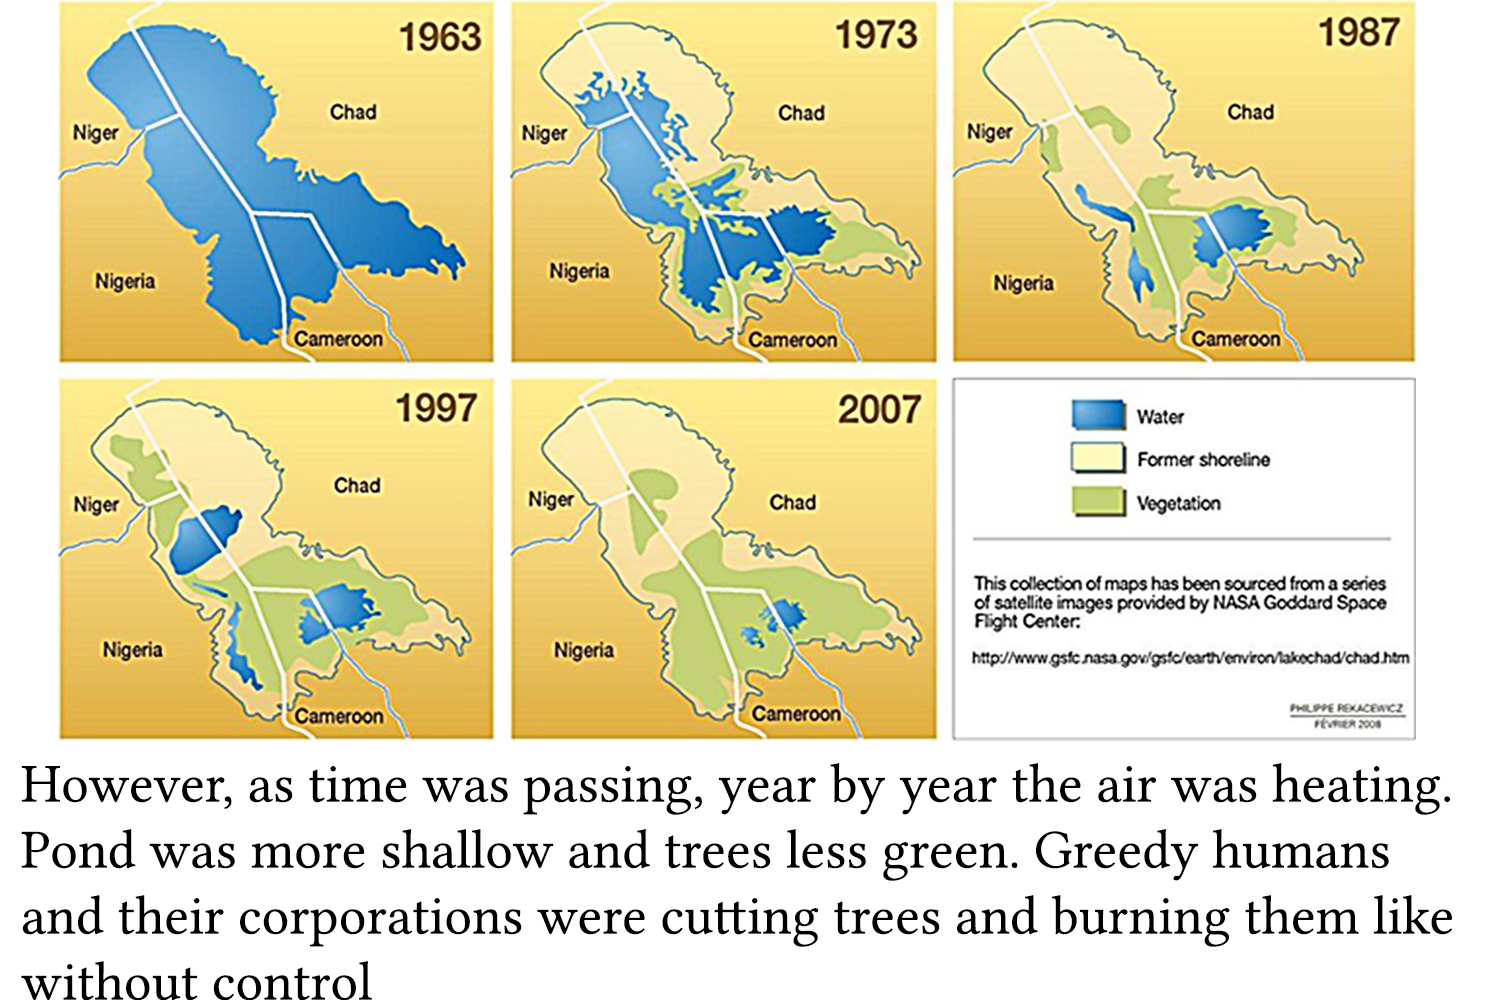 1963
Chad
Niger
Nigeria
Cameroon
1973
Chad
Niger
Nigeria
Cameroon
1987
Chad
Niger
Nigeria
Cameroon
1997
Chad
Niger
Nigeria
Cameroon
2007
Chad
Niger
Nigeria
Cameroon
Water
Former shoreline
Vegetation
This collection of maps has been sourced from a series
of satellite images provided by NASA Goddard Space
Flight Center:
http://www.gsfc.nasa.gov/gsfc/earth/environ/lakechad/chad.htm
PHILIPPE REKACEWICZ
FÉVRIER 2008
However, as time was passing, year by year the air was heating.
Pond was more shallow and trees less green. Greedy humans
and their corporations were cutting trees and burning them like
without control